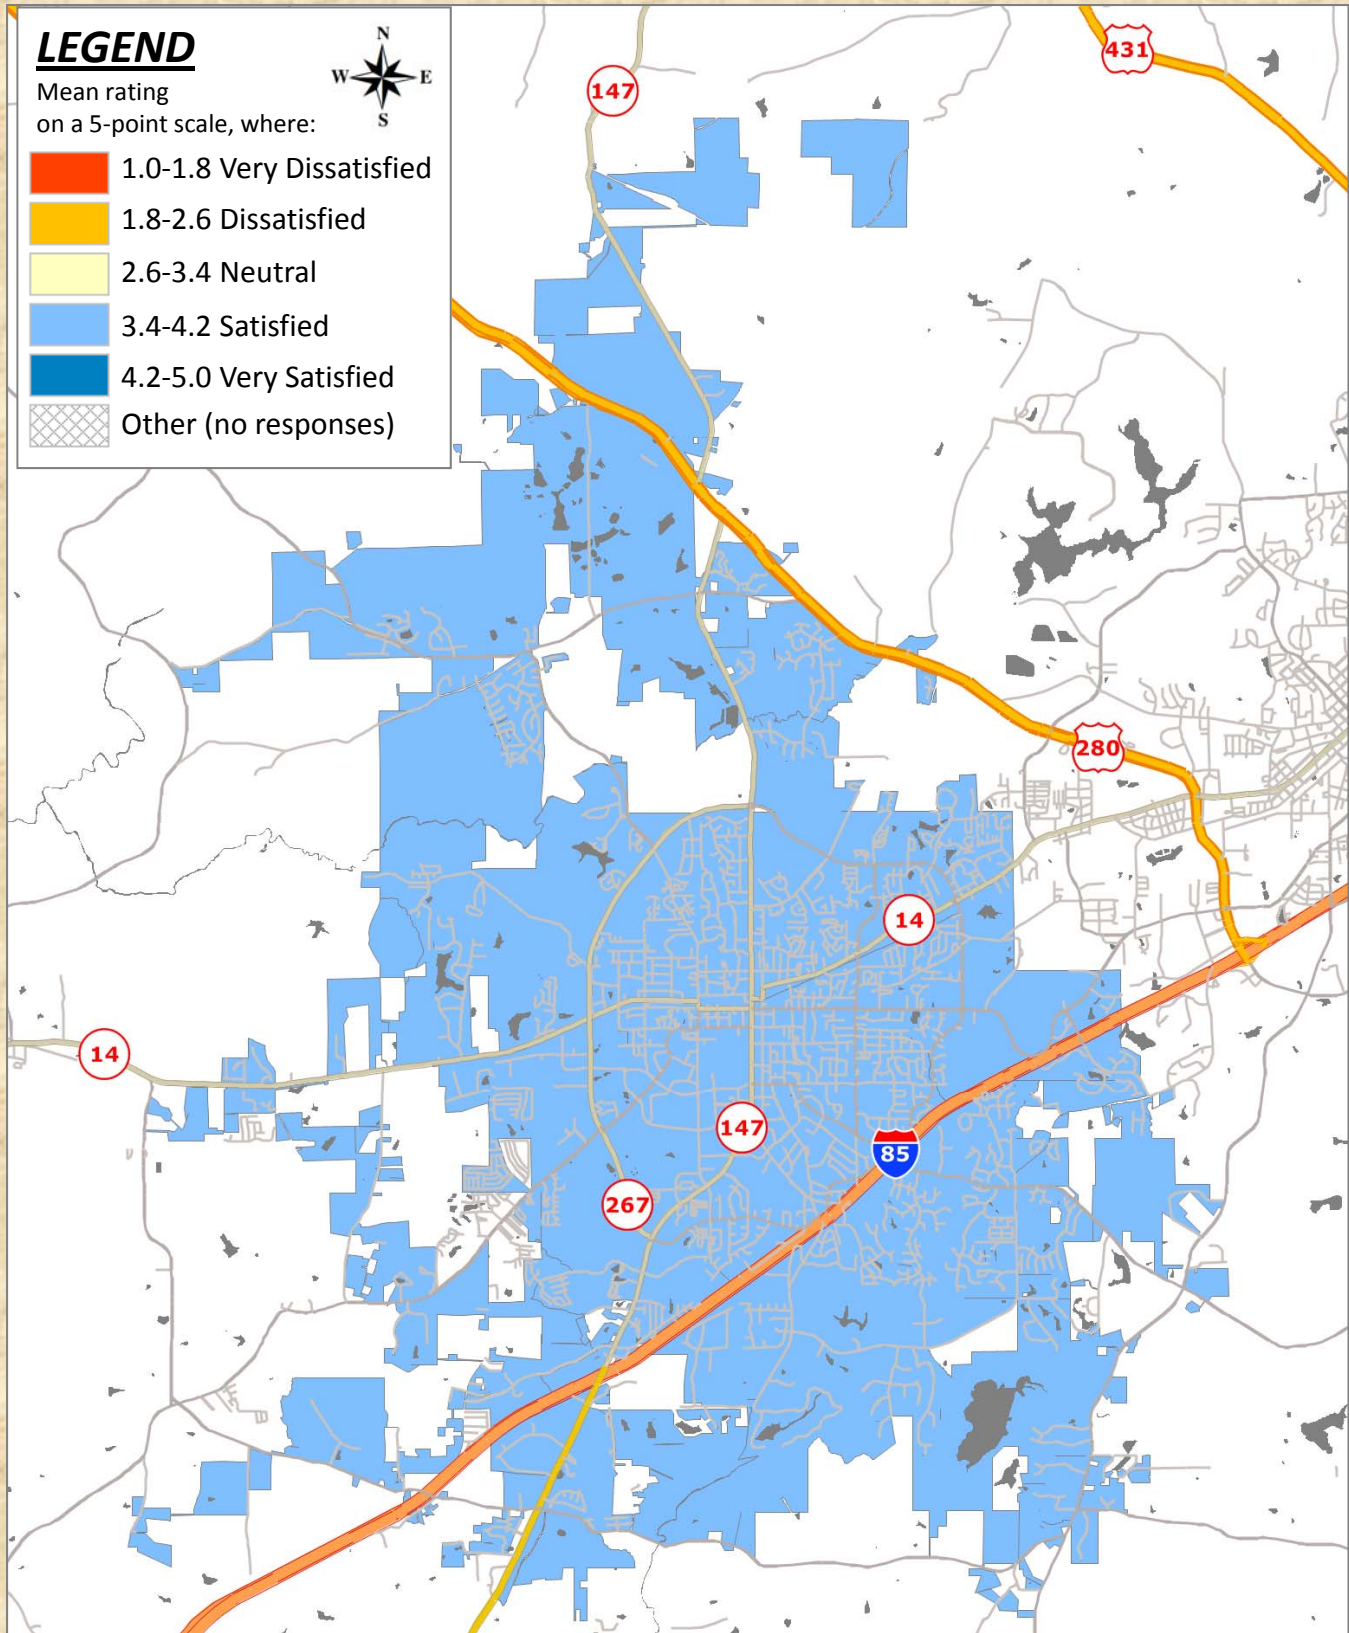 LEGEND
N
W E
S
Mean rating
on a 5-point scale, where:
1.0-1.8 Very Dissatisfied
1.8-2.6 Dissatisfied
2.6-3.4 Neutral
3.4-4.2 Satisfied
4.2-5.0 Very Satisfied
Other (no responses)
431
147
280
14
14
147
85
267